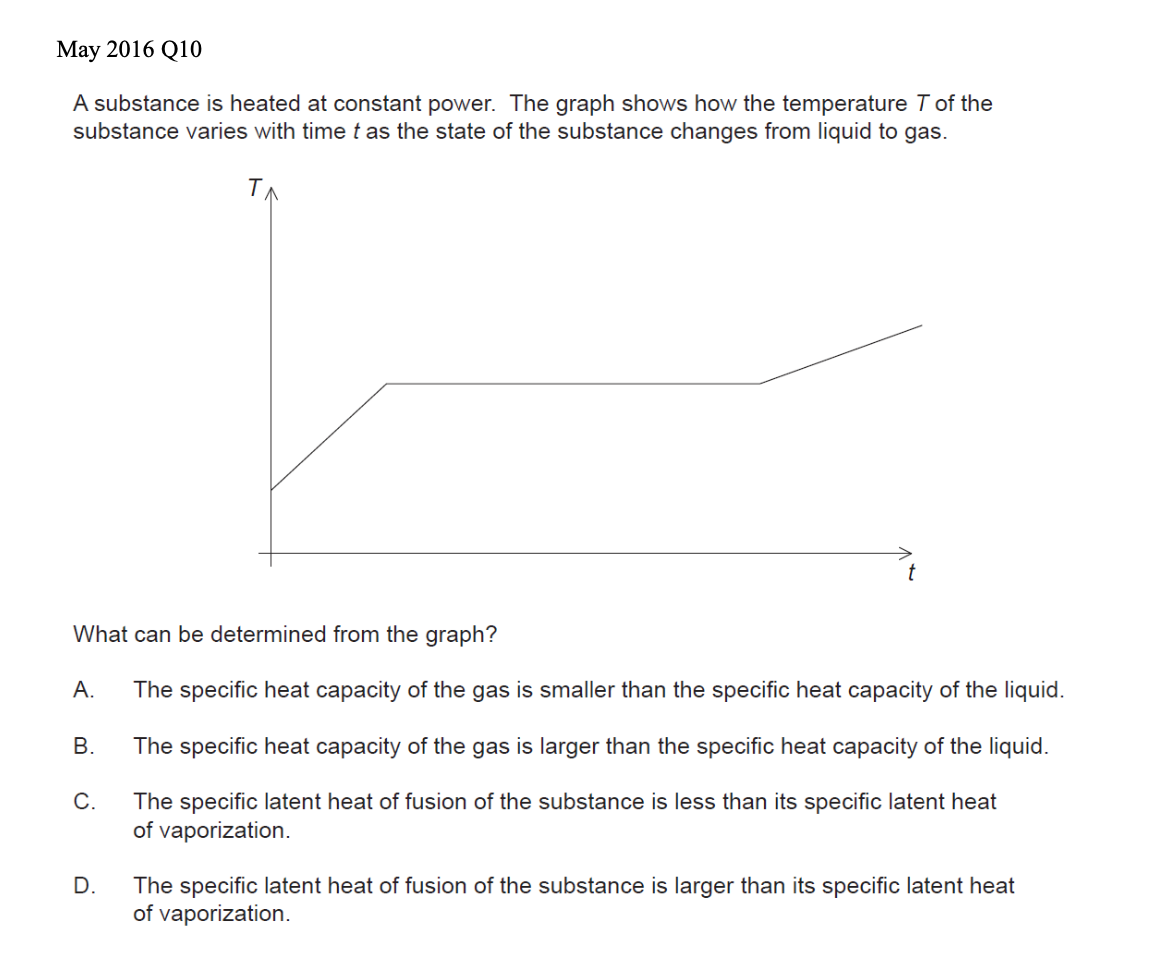 May 2016 Q10
A substance is heated at constant power. The graph shows how the temperature T of the
substance varies with time t as the state of the substance changes from liquid to gas.
T
t
What can be determined from the graph?
A. The specific heat capacity of the gas is smaller than the specific heat capacity of the liquid.
B. The specific heat capacity of the gas is larger than the specific heat capacity of the liquid.
C. The specific latent heat of fusion of the substance is less than its specific latent heat
of vaporization.
D. The specific latent heat of fusion of the substance is larger than its specific latent heat
of vaporization.